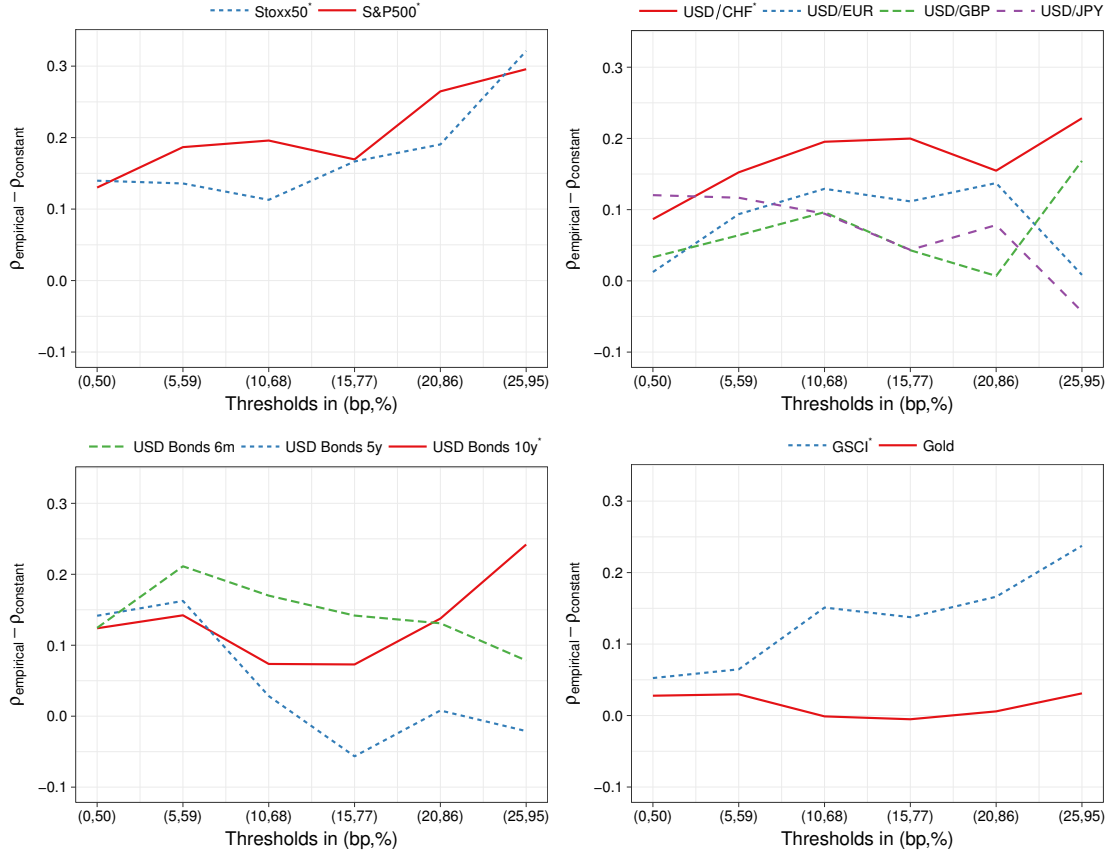 Stoxx50* S&P500*
ρempirical − ρconstant
0.3
0.2
0.1
0.0
−0.1
(0,50) (5,59) (10,68) (15,77) (20,86) (25,95)
Thresholds in (bp,%)
USD/CHF* USD/EUR USD/GBP USD/JPY
ρempirical − ρconstant
0.3
0.2
0.1
0.0
−0.1
(0,50) (5,59) (10,68) (15,77) (20,86) (25,95)
Thresholds in (bp,%)
USD Bonds 6m USD Bonds 5y USD Bonds 10y*
ρempirical − ρconstant
0.3
0.2
0.1
0.0
−0.1
(0,50) (5,59) (10,68) (15,77) (20,86) (25,95)
Thresholds in (bp,%)
GSCI* Gold
ρempirical − ρconstant
0.3
0.2
0.1
0.0
−0.1
(0,50) (5,59) (10,68) (15,77) (20,86) (25,95)
Thresholds in (bp,%)